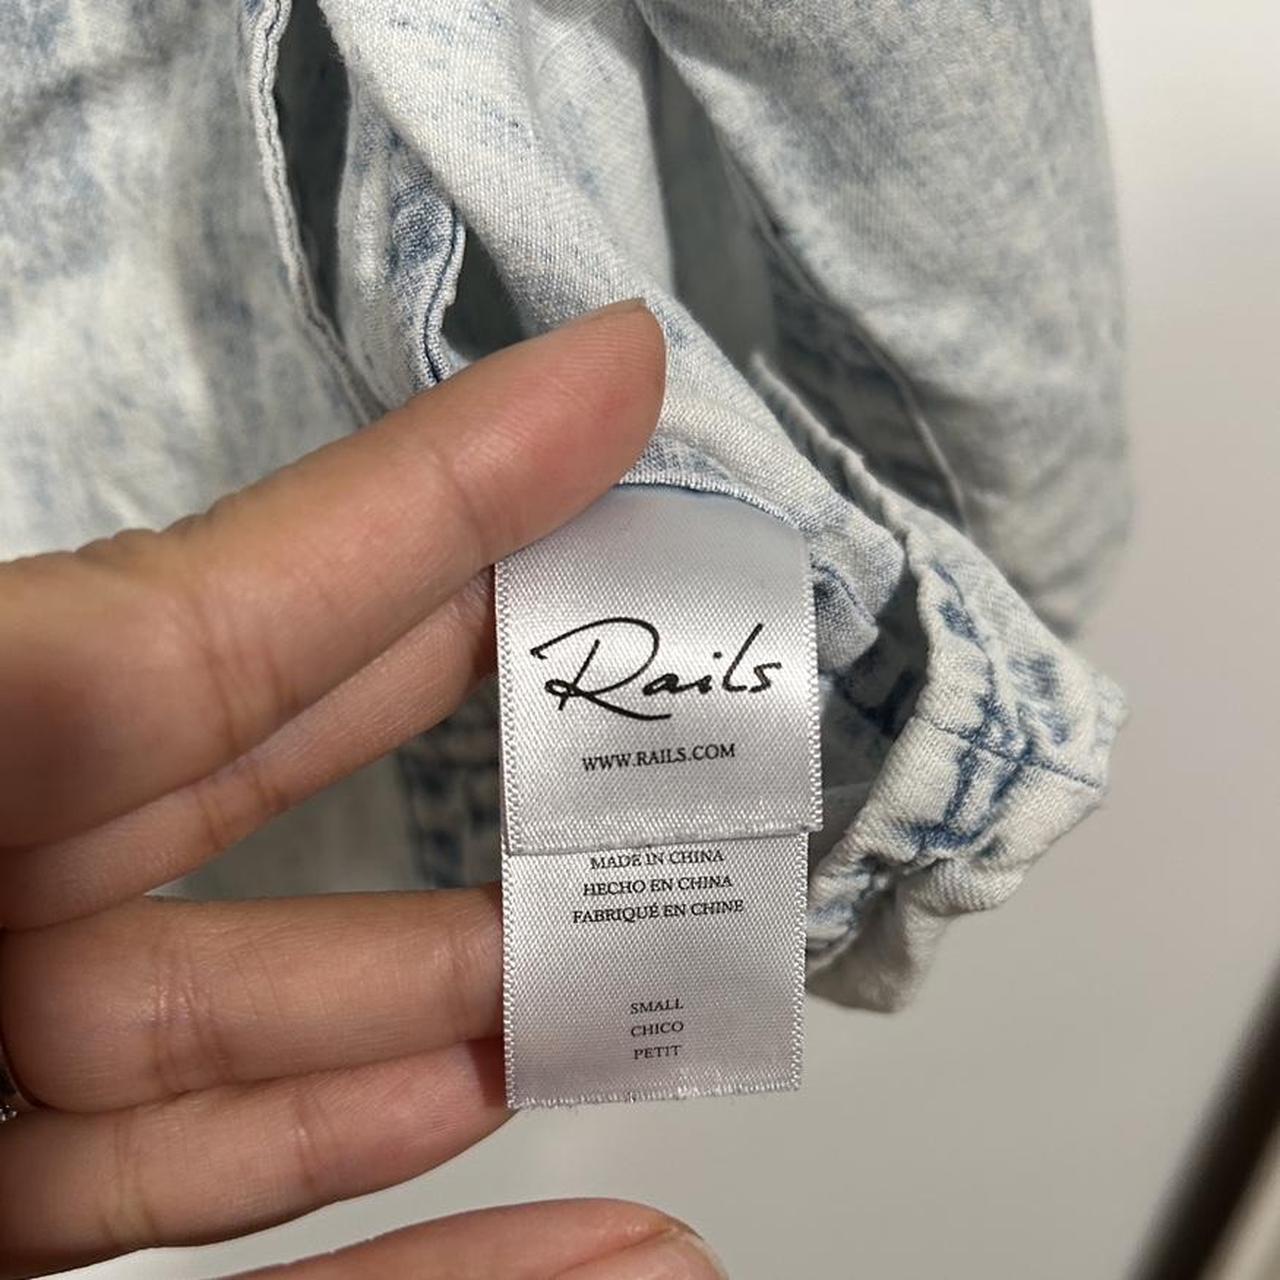 Rails
WWW.RAILS.COM
MADE IN CHINA
HECHO EN CHINA
FABRIQUÉ EN CHINE
SMALL
CHICO
PETIT